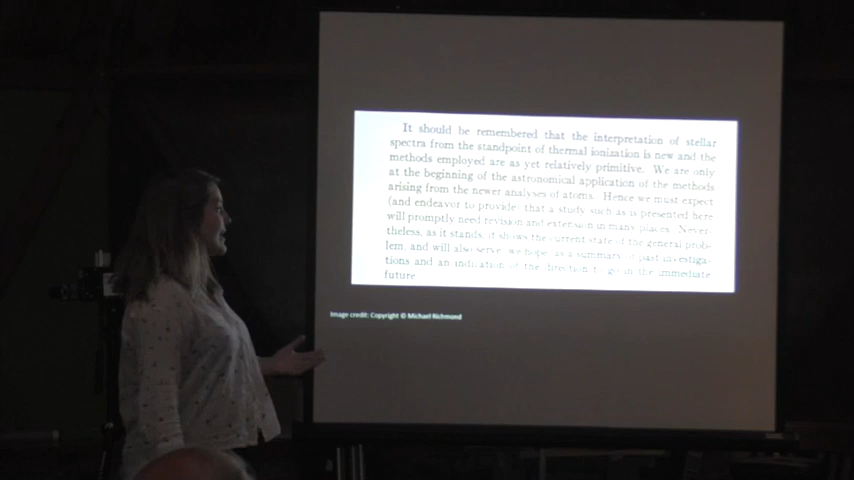 It should be remembered that the interpretation of stellar
spectra from the standpoint of thermal ionization is new and the
methods employed are as yet relatively primitive. We are only
at the beginning of the astronomical application of the methods
arising from the newer analyses of atoms. Hence we must expect
(and endeavor to provide) that a study such as is presented here
will promptly need revision and extension in many places. Never-
theless, as it stands, it shows the current state of the general prob-
lem, and will also serve, we hope, as a summary of past investiga-
tions and an indication of the direction to go in the immediate
future
Image credit: Copyright © Michael Richmond